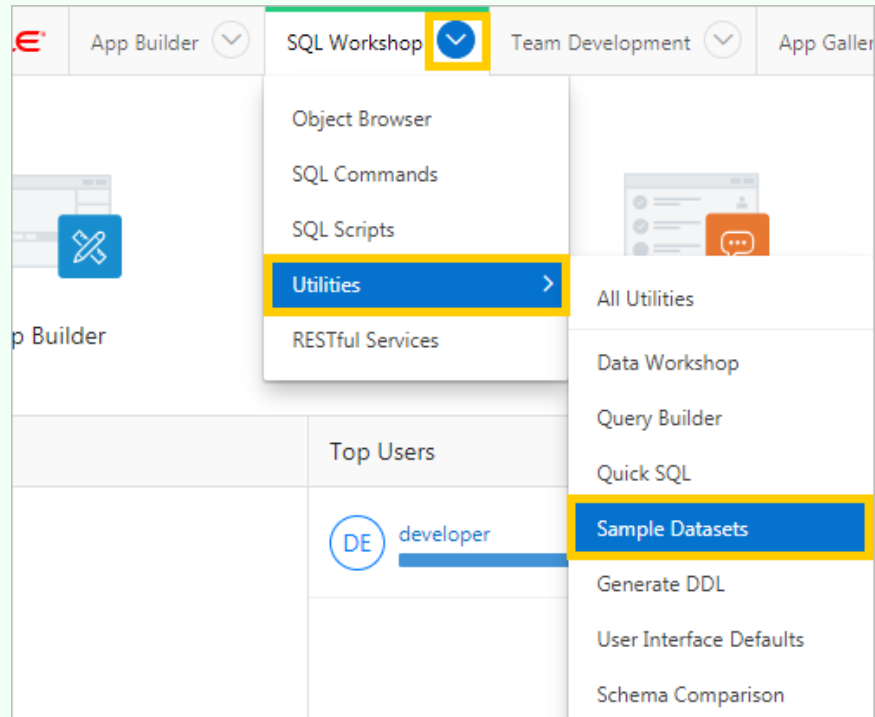 App Builder SQL Workshop Team Development
Object Browser
SQL Commands
SQL Scripts
Utilities
RESTful Services
All Utilities
Data Workshop
Query Builder
Quick SQL
Sample Datasets
Generate DDL
User Interface Defaults
Schema Comparison
Builder
Top Users
DE developer